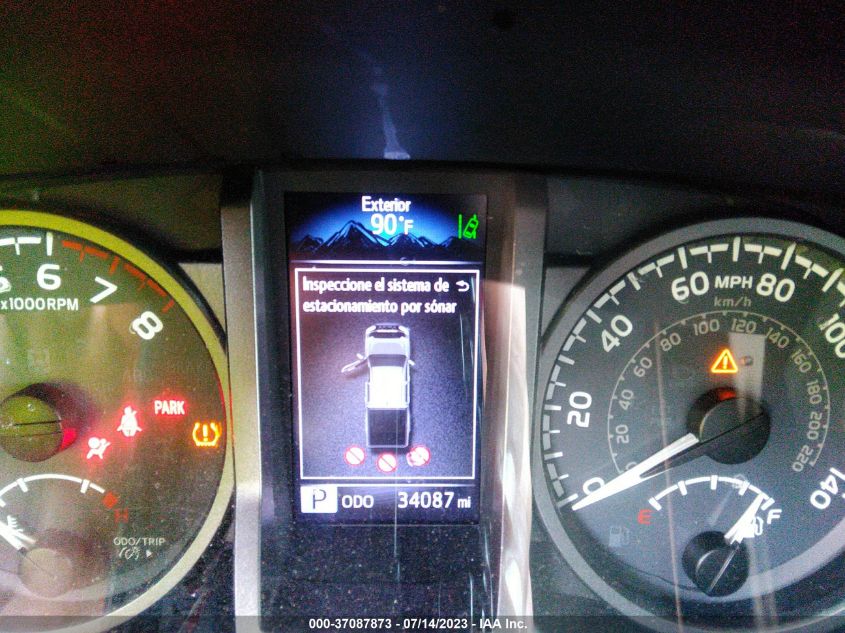 Exterior
90°F
Inspeccione el sistema de
estacionamiento por sónar
P ODO 34087 mi
6 7 8
x1000RPM
PARK
H
ODO/TRIP
0 20 40 60 MPH 80 100 140
km/h
0 20 40 60 80 100 120 140 160 180 200 220
E F
000-37087873 - 07/14/2023 - IAA Inc.